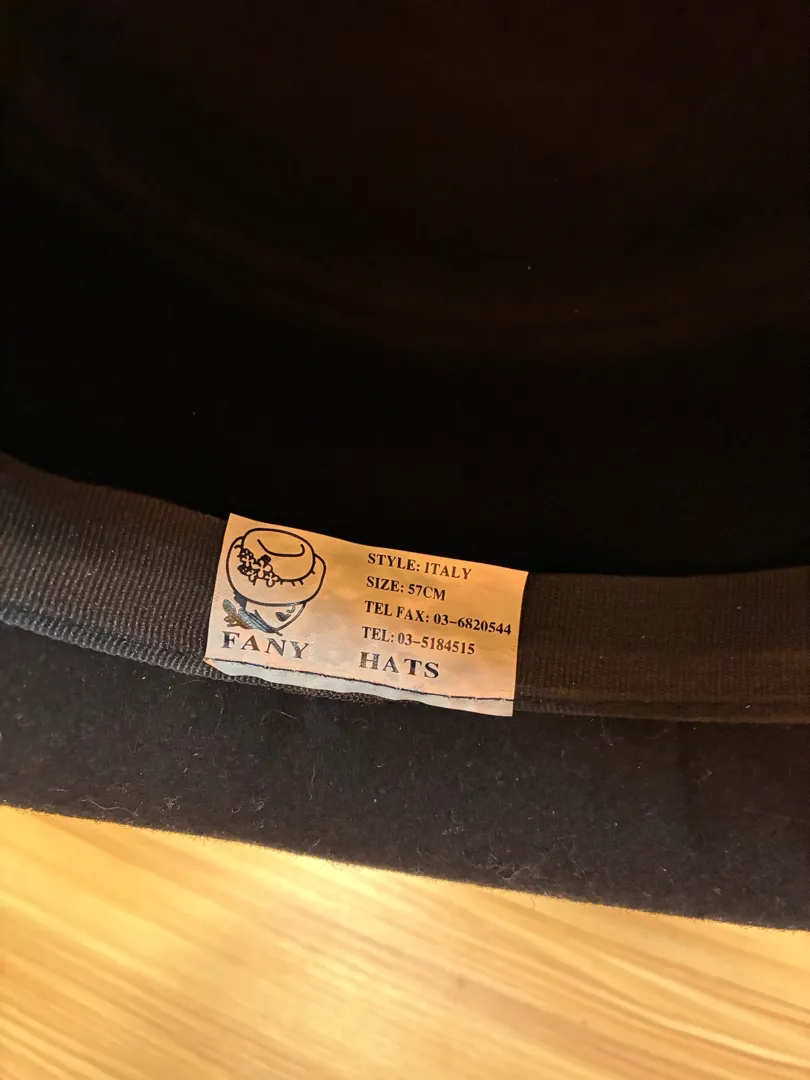 STYLE: ITALY
SIZE: 57CM
TEL FAX: 03-6820544
TEL: 03-5184515
FANY HATS